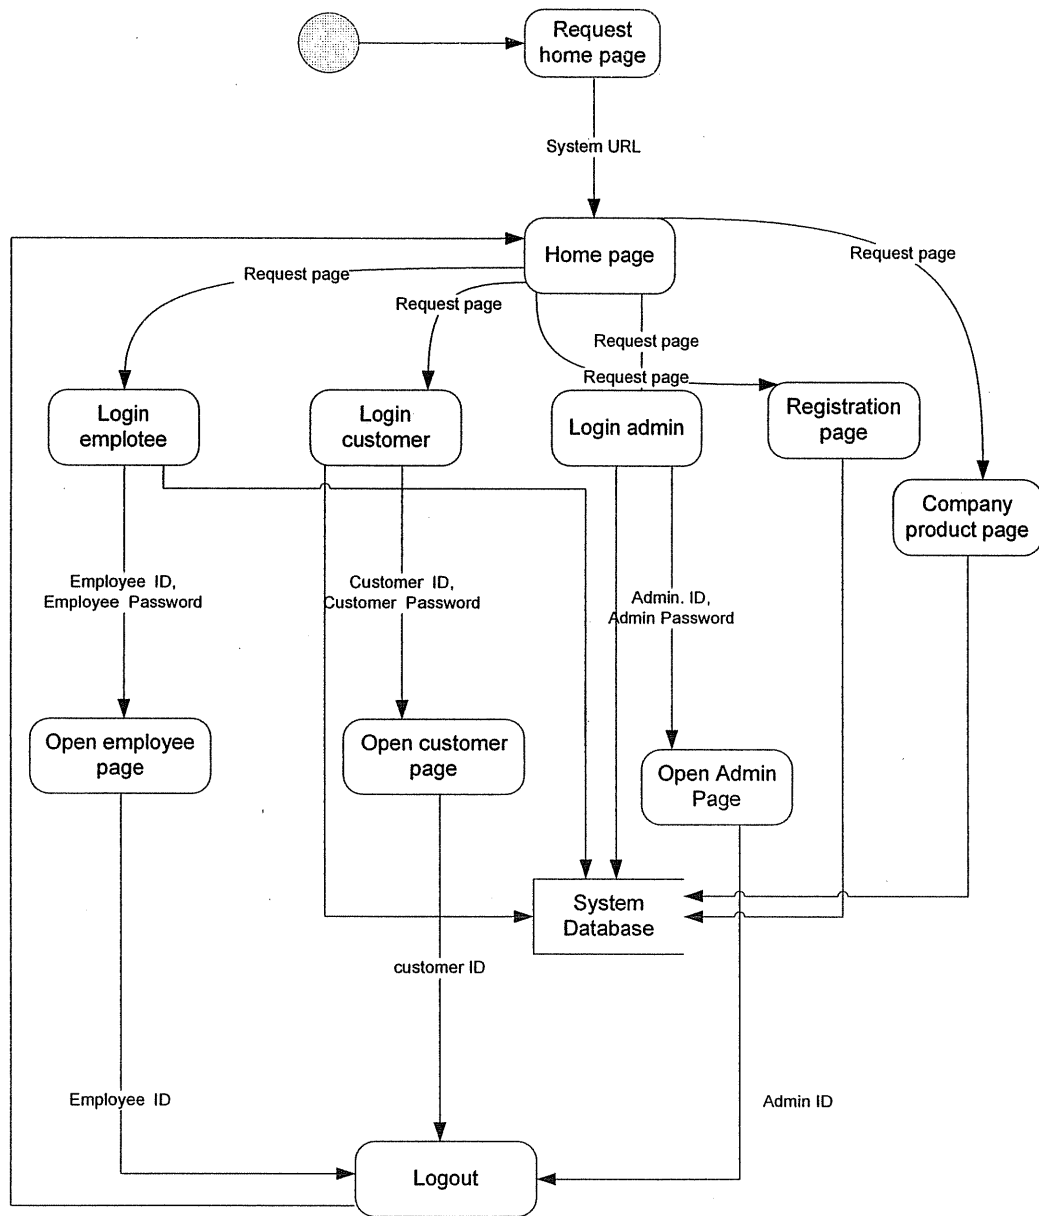 Request
home page
System URL
Home page
Request page
Request page
Request page
Request page
Request page
Login
emplotee
Login
customer
Login admin
Registration
page
Company
product page
Employee ID,
Employee Password
Customer ID,
Customer Password
Admin. ID,
Admin Password
Open employee
page
Open customer
page
Open Admin
Page
System
Database
customer ID
Employee ID
Admin ID
Logout